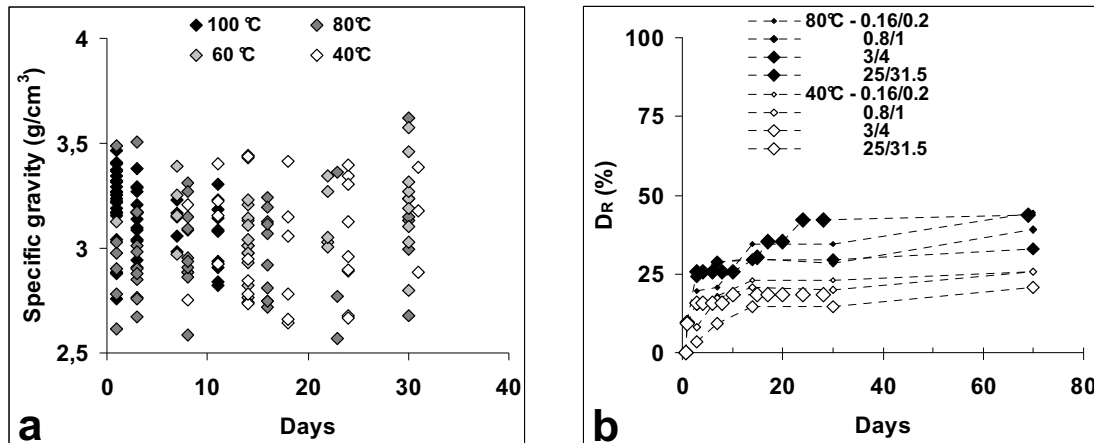 100 °C
80°C
60 °C
40°C
4
3,5
3
2,5
Specific gravity (g/cm³)
0
10
20
30
40
Days
a
80°C - 0.16/0.2
0.8/1
3/4
25/31.5
40°C - 0.16/0.2
0.8/1
3/4
25/31.5
100
75
50
25
0
DR (%)
0
20
40
60
80
Days
b